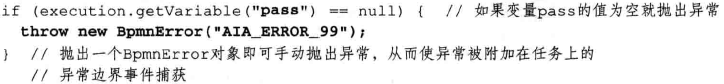 if (execution.getVariable("pass") == null) {  // 如果变量pass的值为空就抛出异常
  throw new BpmnError("AIA_ERROR_99");
}  // 抛出一个BpmnError对象即可手动抛出异常，从而使异常被附加在任务上的
   // 异常边界事件捕获